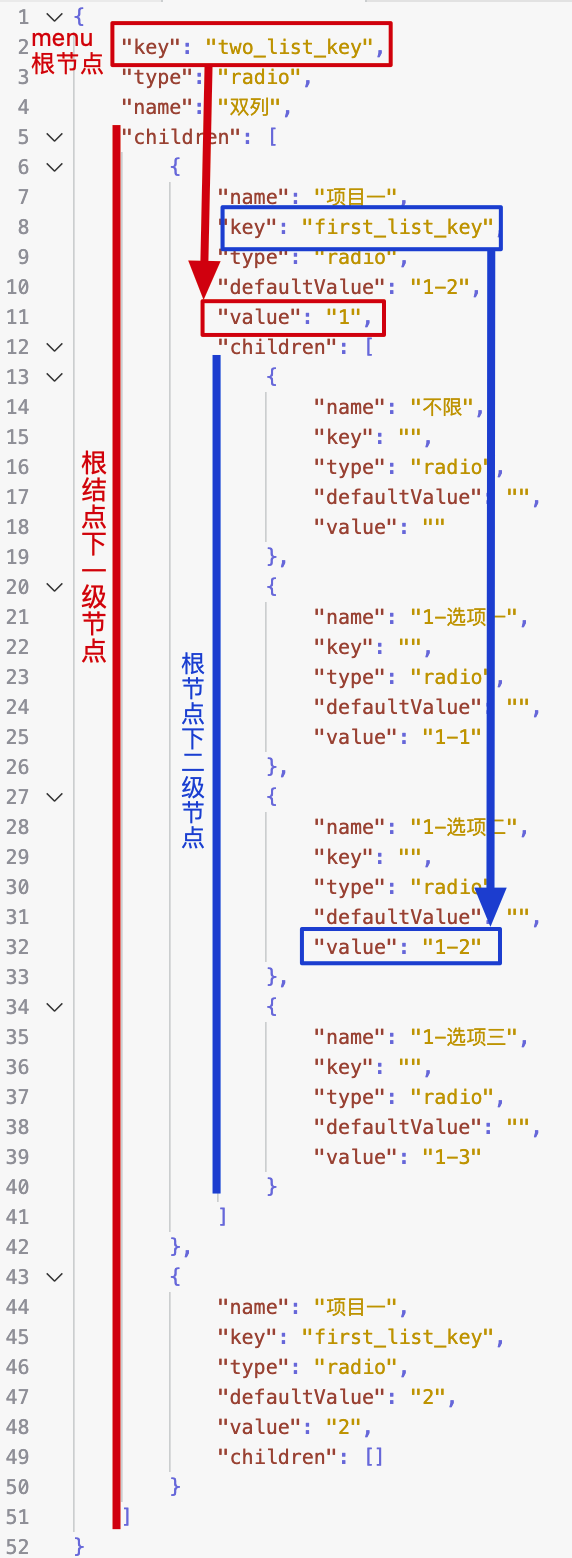 1 {
menu
根节点
2 "key": "two_list_key",
3 "type": "radio",
4 "name": "双列",
5 "children": [
6 {
7 "name": "项目一",
8 "key": "first_list_key",
9 "type": "radio",
10 "defaultValue": "1-2",
11 "value": "1",
12 "children": [
13 {
14 "name": "不限",
15 "key": "",
16 "type": "radio",
17 "defaultValue": "",
18 "value": ""
19 },
20 {
21 "name": "1-选项一",
22 "key": "",
23 "type": "radio",
24 "defaultValue": "",
25 "value": "1-1"
26 },
27 {
28 "name": "1-选项二",
29 "key": "",
30 "type": "radio",
31 "defaultValue": "",
32 "value": "1-2"
33 },
34 {
35 "name": "1-选项三",
36 "key": "",
37 "type": "radio",
38 "defaultValue": "",
39 "value": "1-3"
40 }
41 ]
42 },
43 {
44 "name": "项目一",
45 "key": "first_list_key",
46 "type": "radio",
47 "defaultValue": "2",
48 "value": "2",
49 "children": []
50 }
51 ]
52 }
根结点下一级节点
根节点下二级节点